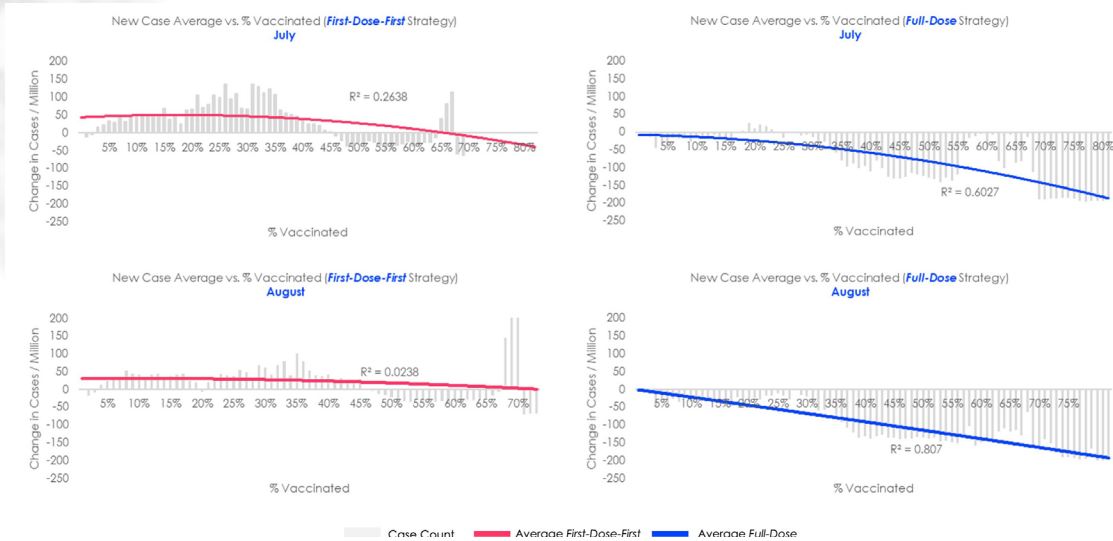 New Case Average vs. % Vaccinated (First-Dose-First Strategy)
July
200
150
100
50
0
-50
-100
-150
-200
-250
Change in Cases / Million
R² = 0.2638
5% 10% 15% 20% 25% 30% 35% 40% 45% 50% 55% 60% 65% 70% 75% 80%
% Vaccinated
New Case Average vs. % Vaccinated (Full-Dose Strategy)
July
200
150
100
50
0
-50
-100
-150
-200
-250
Change in Cases / Million
5% 10% 15% 20% 25% 30% 35% 40% 45% 50% 55% 60% 65% 70% 75% 80%
R² = 0.6027
% Vaccinated
New Case Average vs. % Vaccinated (First-Dose-First Strategy)
August
200
150
100
50
0
-50
-100
-150
-200
-250
Change in Cases / Million
R² = 0.0238
5% 10% 15% 20% 25% 30% 35% 40% 45% 50% 55% 60% 65% 70%
% Vaccinated
New Case Average vs. % Vaccinated (Full-Dose Strategy)
August
200
150
100
50
0
-50
-100
-150
-200
-250
Change in Cases / Million
5% 10% 15% 20% 25% 30% 35% 40% 45% 50% 55% 60% 65% 70% 75%
R² = 0.807
% Vaccinated
Case Count Average First-Dose-First Average Full-Dose